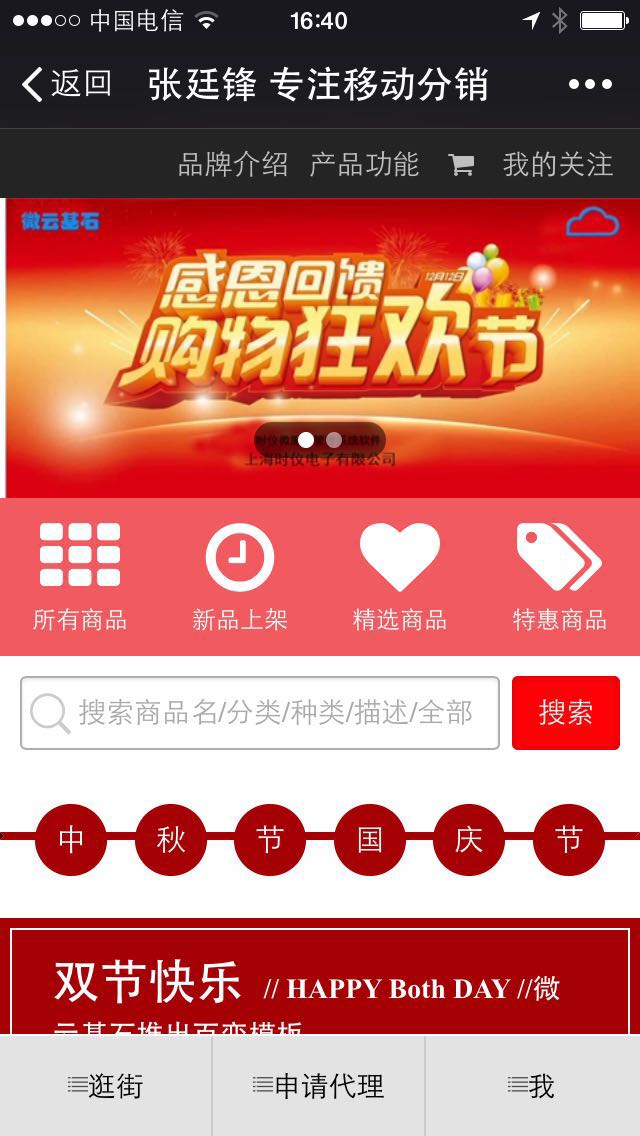 中国电信 16:40
返回 张廷锋 专注移动分销
品牌介绍 产品功能 我的关注
微云基石
感恩回馈
12月12日
购物狂欢节
上海时仪电子有限公司
所有商品 新品上架 精选商品 特惠商品
搜索商品名/分类/种类/描述/全部 搜索
中 秋 节 国 庆 节
双节快乐 // HAPPY Both DAY //微
云基石推出百变模板
逛街 申请代理 我